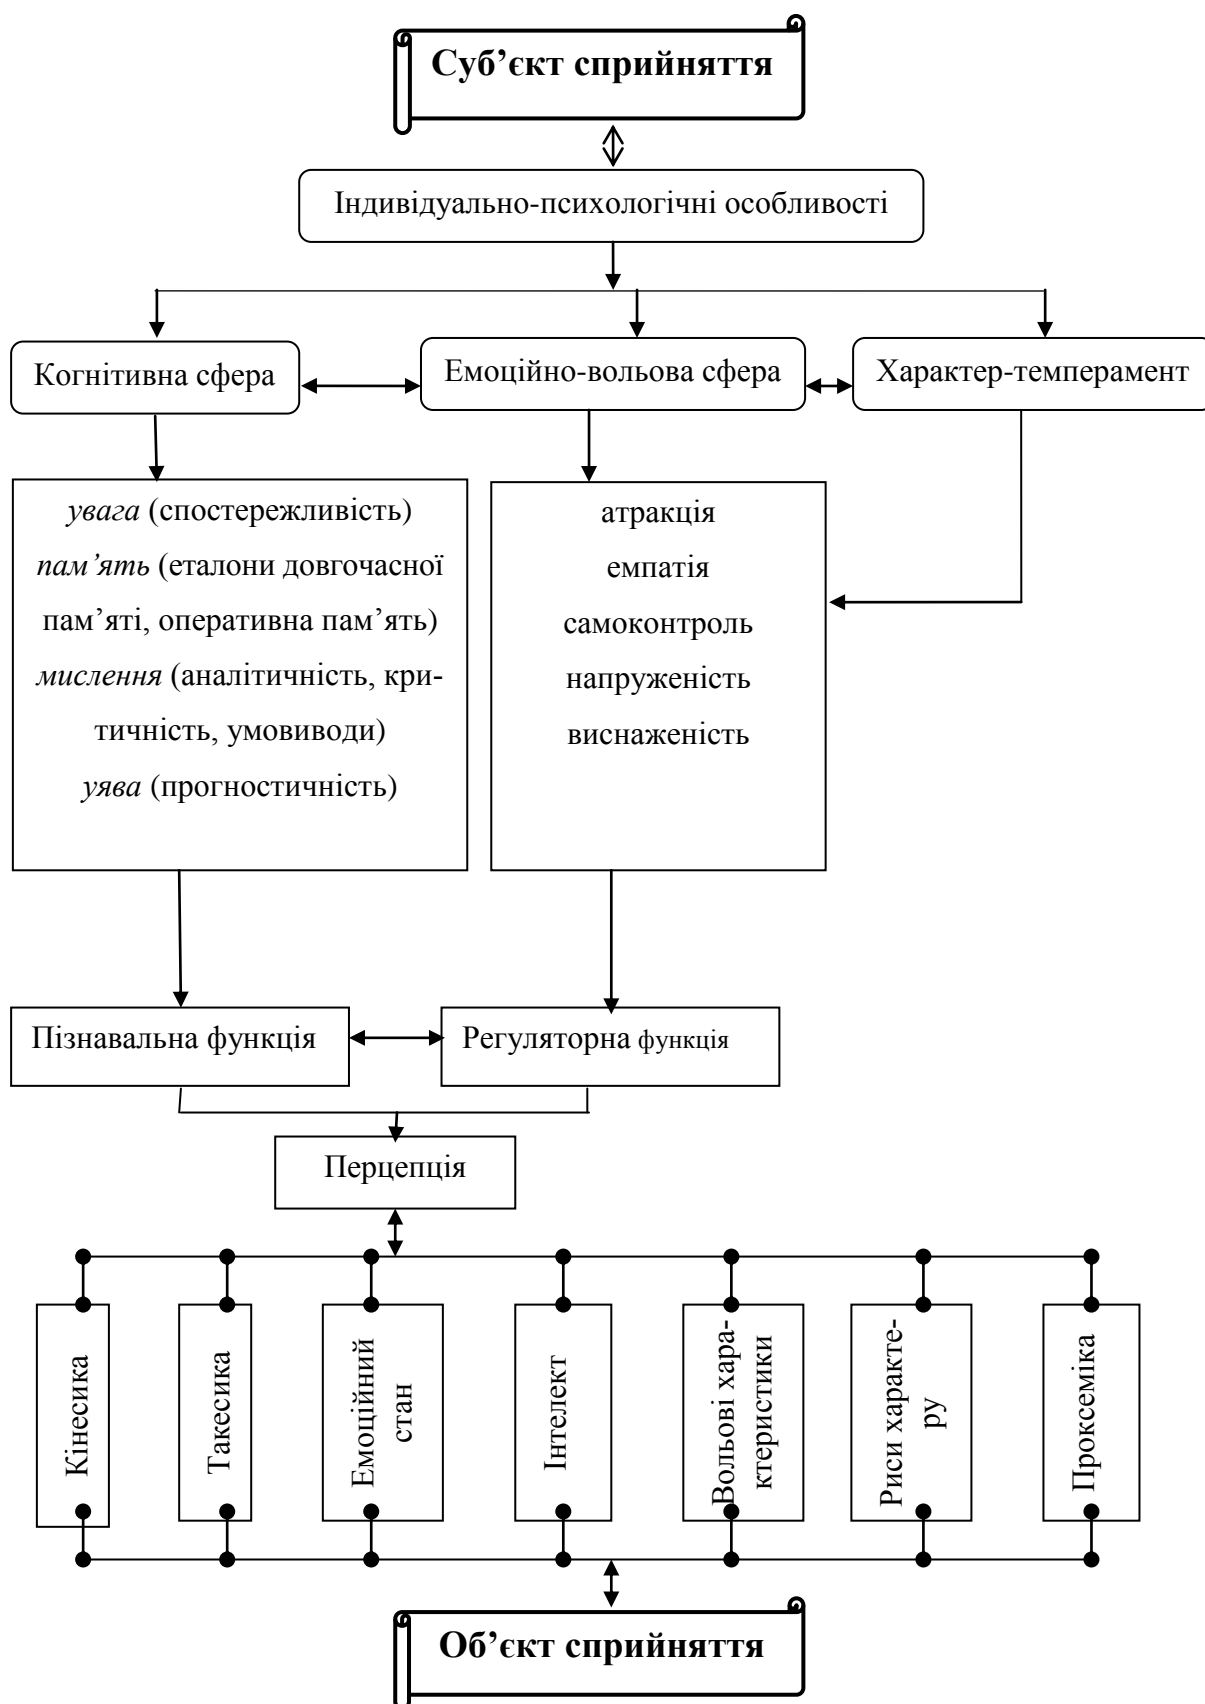 Суб’єкт сприйняття
Індивідуально-психологічні особливості
Когнітивна сфера
Емоційно-вольова сфера
Характер-темперамент
увага (спостережливість)
пам’ять (еталони довгочасної
пам’яті, оперативна пам’ять)
мислення (аналітичність, кри-
тичність, умовиводи)
уява (прогностичність)
атракція
емпатія
самоконтроль
напруженість
виснаженість
Пізнавальна функція
Регуляторна функція
Перцепція
Кінесика
Такесика
Емоційний
стан
Інтелект
Вольові хара-
ктеристики
Риси характе-
ру
Проксеміка
Об’єкт сприйняття